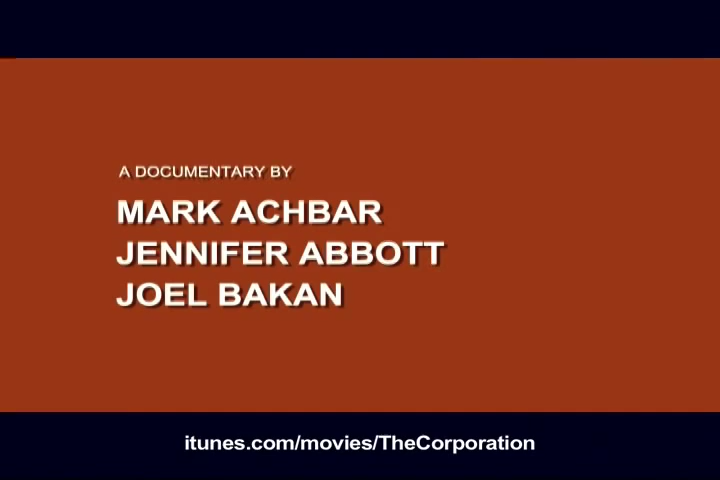 A DOCUMENTARY BY
MARK ACHBAR
JENNIFER ABBOTT
JOEL BAKAN
itunes.com/movies/TheCorporation